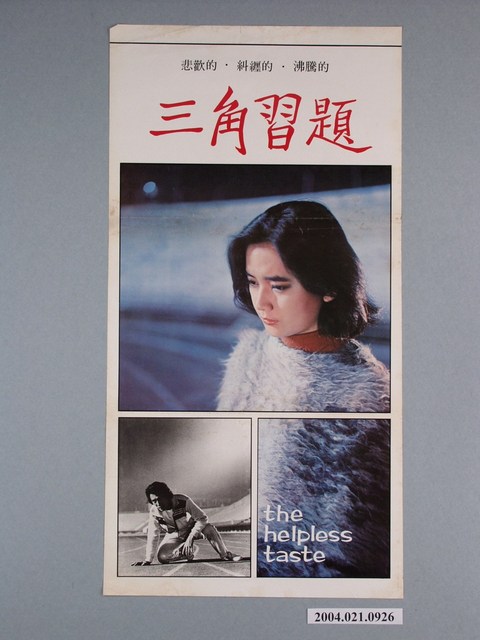 悲歡的 · 糾纏的 · 沸騰的
三角習題
the
helpless
taste
2004.021.0926